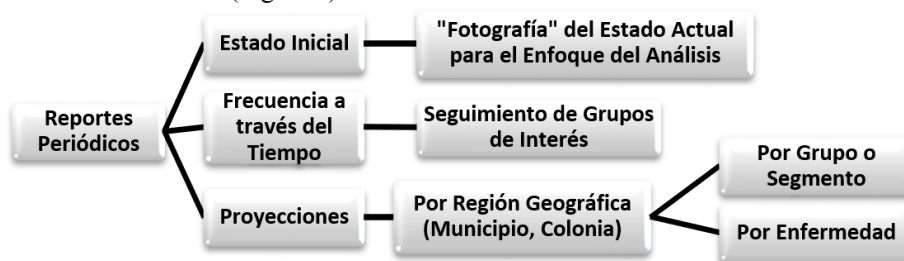 Estado Inicial
"Fotografía" del Estado Actual
para el Enfoque del Análisis
Reportes
Periódicos
Frecuencia a
través del
Tiempo
Seguimiento de Grupos
de Interés
Proyecciones
Por Región Geográfica
(Municipio, Colonia)
Por Grupo o
Segmento
Por Enfermedad